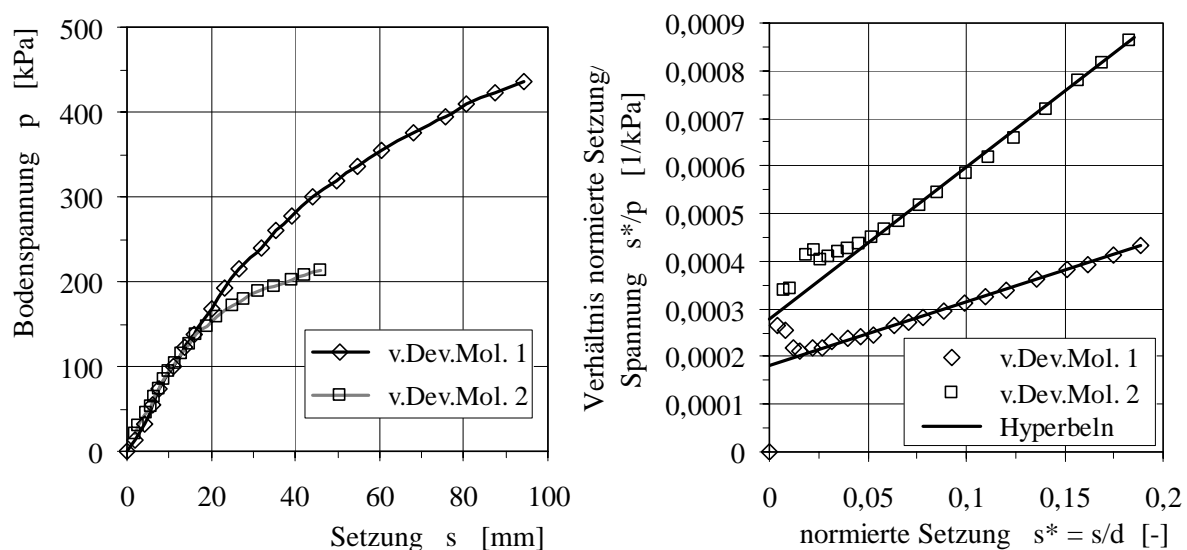 Bodenspannung p [kPa]
500
400
300
200
100
0
0 20 40 60 80 100
Setzung s [mm]
v.Dev.Mol. 1
v.Dev.Mol. 2
Verhältnis normierte Setzung/
Spannung s*/p [1/kPa]
0,0009
0,0008
0,0007
0,0006
0,0005
0,0004
0,0003
0,0002
0,0001
0
0 0,05 0,1 0,15 0,2
normierte Setzung s* = s/d [-]
v.Dev.Mol. 1
v.Dev.Mol. 2
Hyperbeln